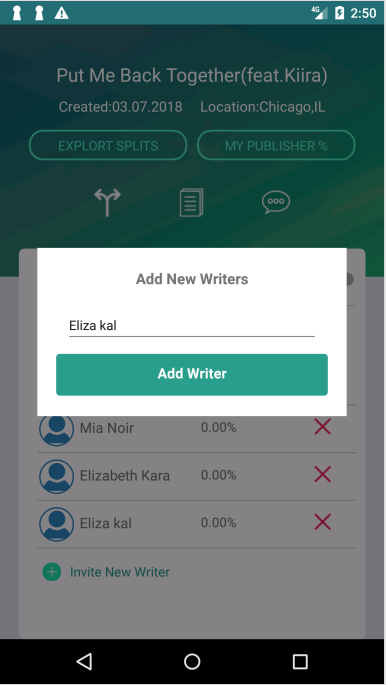 4G 2:50
Put Me Back Together(feat.Kiira)
Created:03.07.2018 Location:Chicago,IL
EXPLORT SPLITS MY PUBLISHER %
Add New Writers
Eliza kal
Add Writer
Mia Noir 0.00%
Elizabeth Kara 0.00%
Eliza kal 0.00%
Invite New Writer